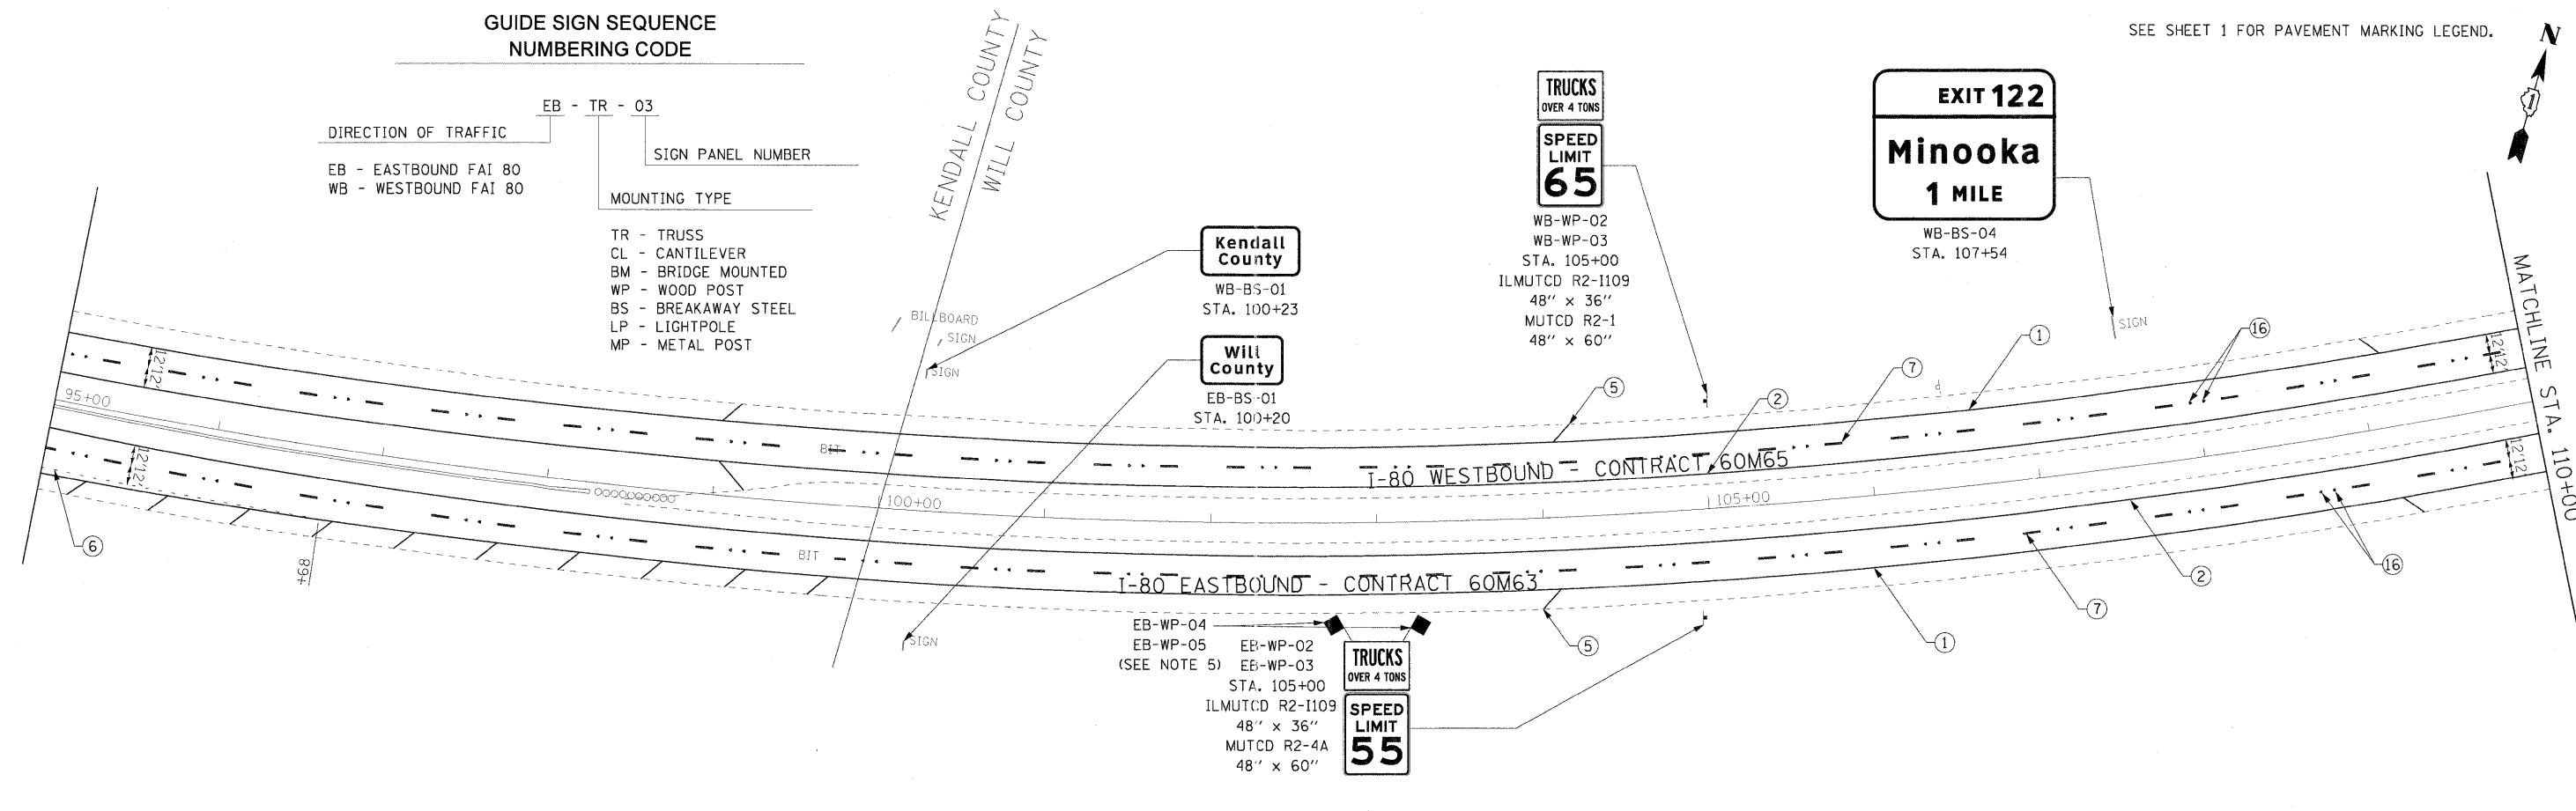 GUIDE SIGN SEQUENCE
NUMBERING CODE
EB - TR - 03
DIRECTION OF TRAFFIC
SIGN PANEL NUMBER
EB - EASTBOUND FAI 80
WB - WESTBOUND FAI 80
MOUNTING TYPE
TR - TRUSS
CL - CANTILEVER
BM - BRIDGE MOUNTED
WP - WOOD POST
BS - BREAKAWAY STEEL
LP - LIGHTPOLE
MP - METAL POST
KENDALL COUNTY
WILL COUNTY
SEE SHEET 1 FOR PAVEMENT MARKING LEGEND.
N
1
TRUCKS
OVER 4 TONS
SPEED
LIMIT
65
WB-WP-02
WB-WP-03
STA. 105+00
ILMUTCD R2-I109
48" x 36"
MUTCD R2-1
48" x 60"
EXIT 122
Minooka
1 MILE
WB-BS-04
STA. 107+54
Kendall
County
WB-BS-01
STA. 100+23
Will
County
EB-BS-01
STA. 100+20
BILLBOARD
SIGN
SIGN
SIGN
MATCHLINE STA. 110+00
12'
12'
12'
12'
12'
12'
12'
12'
95+00
5
2
7
1
16
BIT
I-80 WESTBOUND - CONTRACT 60M65
100+00
105+00
BIT
I-80 EASTBOUND - CONTRACT 60M63
6
+68
SIGN
5
1
7
2
16
EB-WP-04
EB-WP-05
(SEE NOTE 5)
EB-WP-02
EB-WP-03
STA. 105+00
ILMUTCD R2-I109
48" x 36"
MUTCD R2-4A
48" x 60"
TRUCKS
OVER 4 TONS
SPEED
LIMIT
55